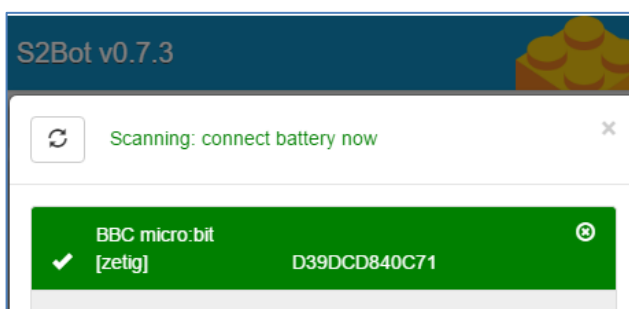 S2Bot v0.7.3
Scanning: connect battery now
BBC micro:bit
[zetig] D39DCD840C71